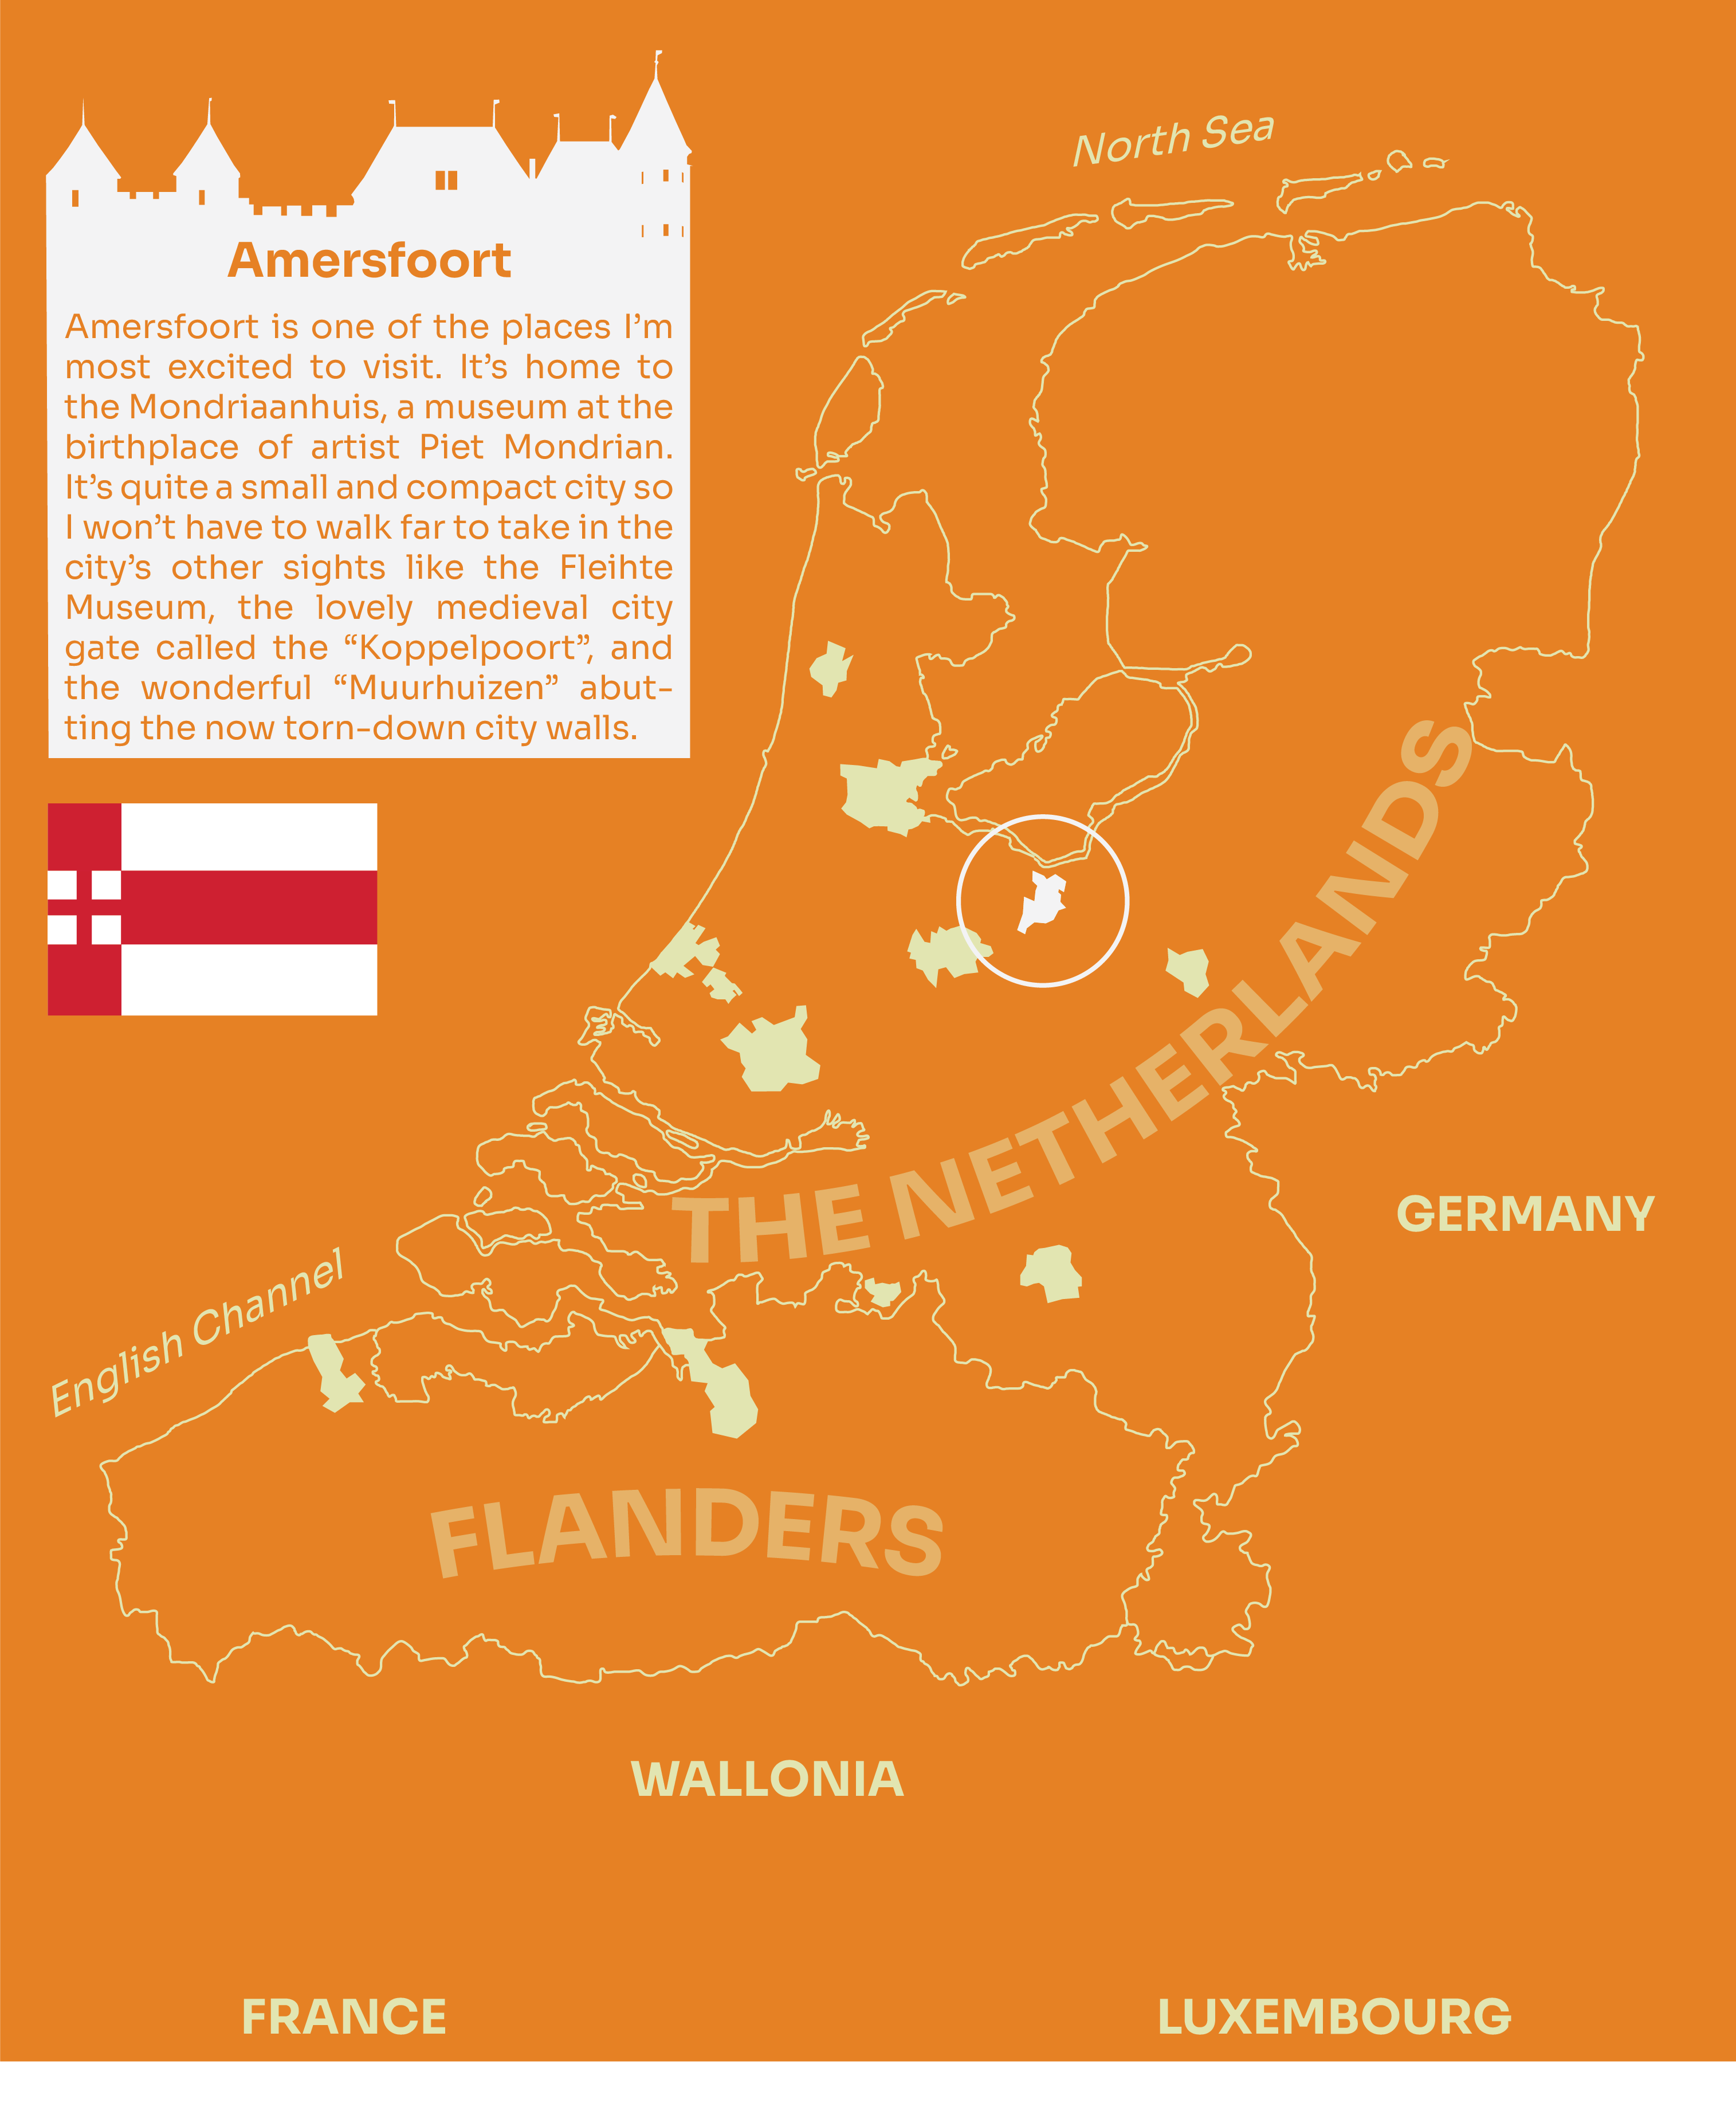 North Sea
Amersfoort
Amersfoort is one of the places I’m
most excited to visit. It’s home to
the Mondriaanhuis, a museum at the
birthplace of artist Piet Mondrian.
It’s quite a small and compact city so
I won’t have to walk far to take in the
city’s other sights like the Fleihte
Museum, the lovely medieval city
gate called the “Koppelpoort”, and
the wonderful “Muurhuizen” abut-
ting the now torn-down city walls.
THE NETHERLANDS
GERMANY
English Channel
FLANDERS
WALLONIA
FRANCE
LUXEMBOURG